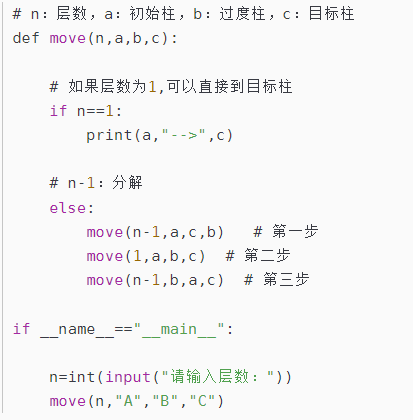 # n：层数，a：初始柱，b：过度柱，c：目标柱
def move(n,a,b,c):
    # 如果层数为1,可以直接到目标柱
    if n==1:
        print(a,"-->",c)
    # n-1：分解
    else:
        move(n-1,a,c,b)   # 第一步
        move(1,a,b,c)  # 第二步
        move(n-1,b,a,c)  # 第三步
if __name__=="__main__":
    n=int(input("请输入层数："))
    move(n,"A","B","C")